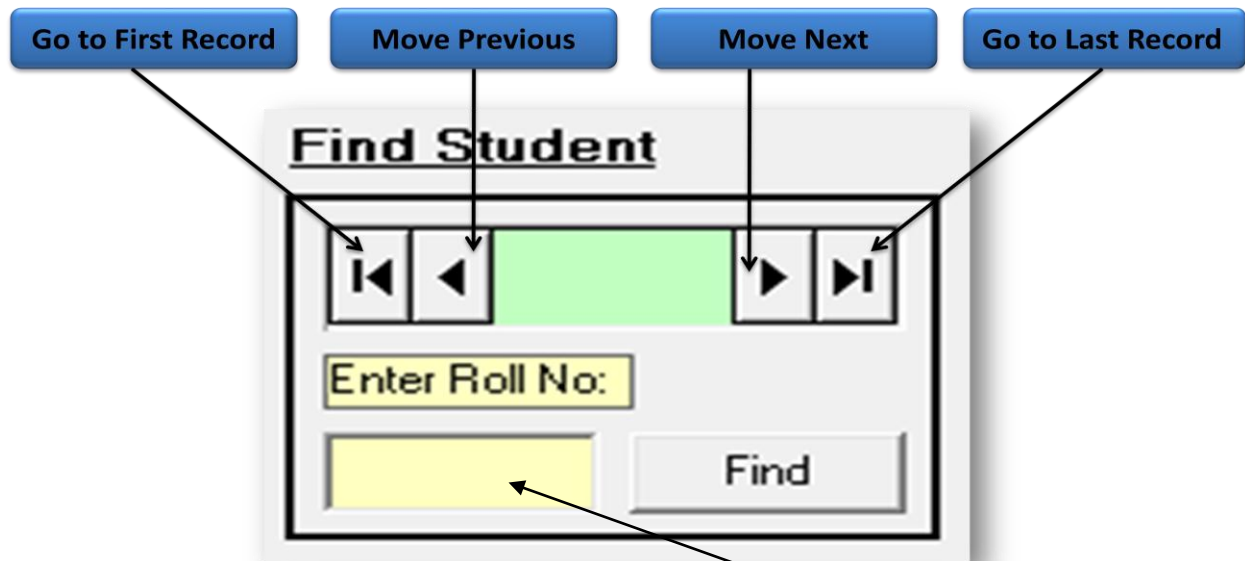 Go to First Record
Move Previous
Move Next
Go to Last Record
Find Student
Enter Roll No:
Find